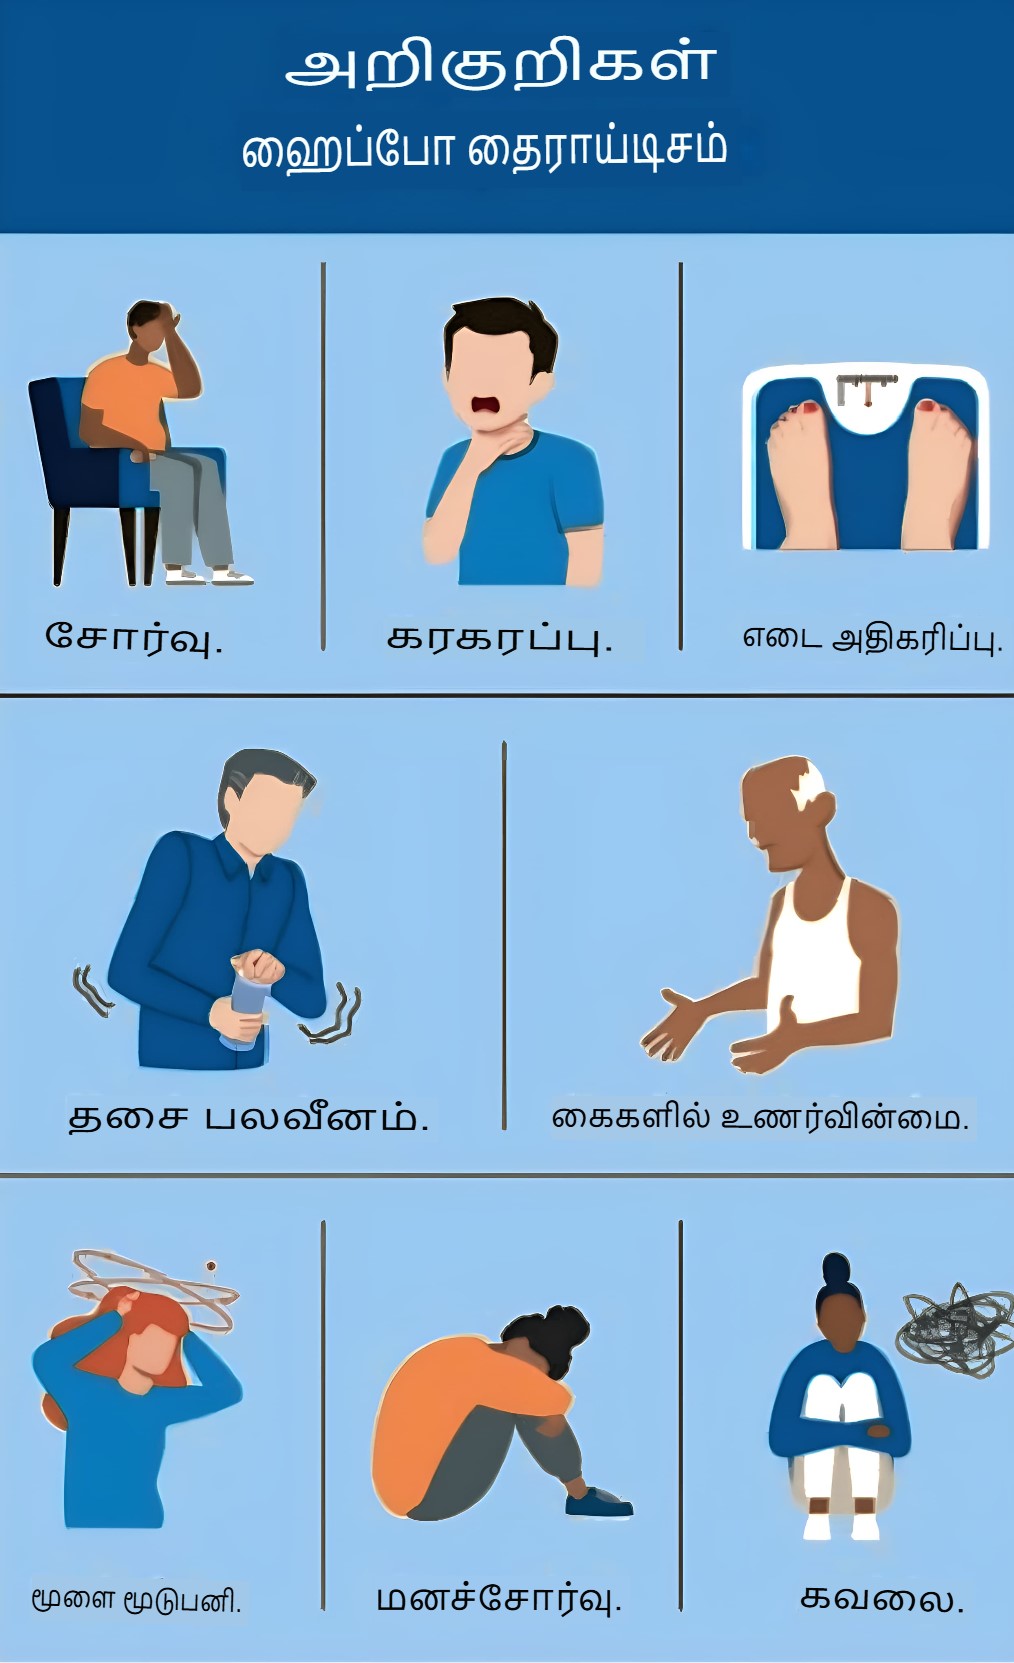 அறிகுறிகள்
ஹைப்போ தைராய்டிசம்
சோர்வு.
கரகரப்பு.
எடை அதிகரிப்பு.
தசை பலவீனம்.
கைகளில் உணர்வின்மை.
மூளை மூடுபனி.
மனச்சோர்வு.
கவலை.